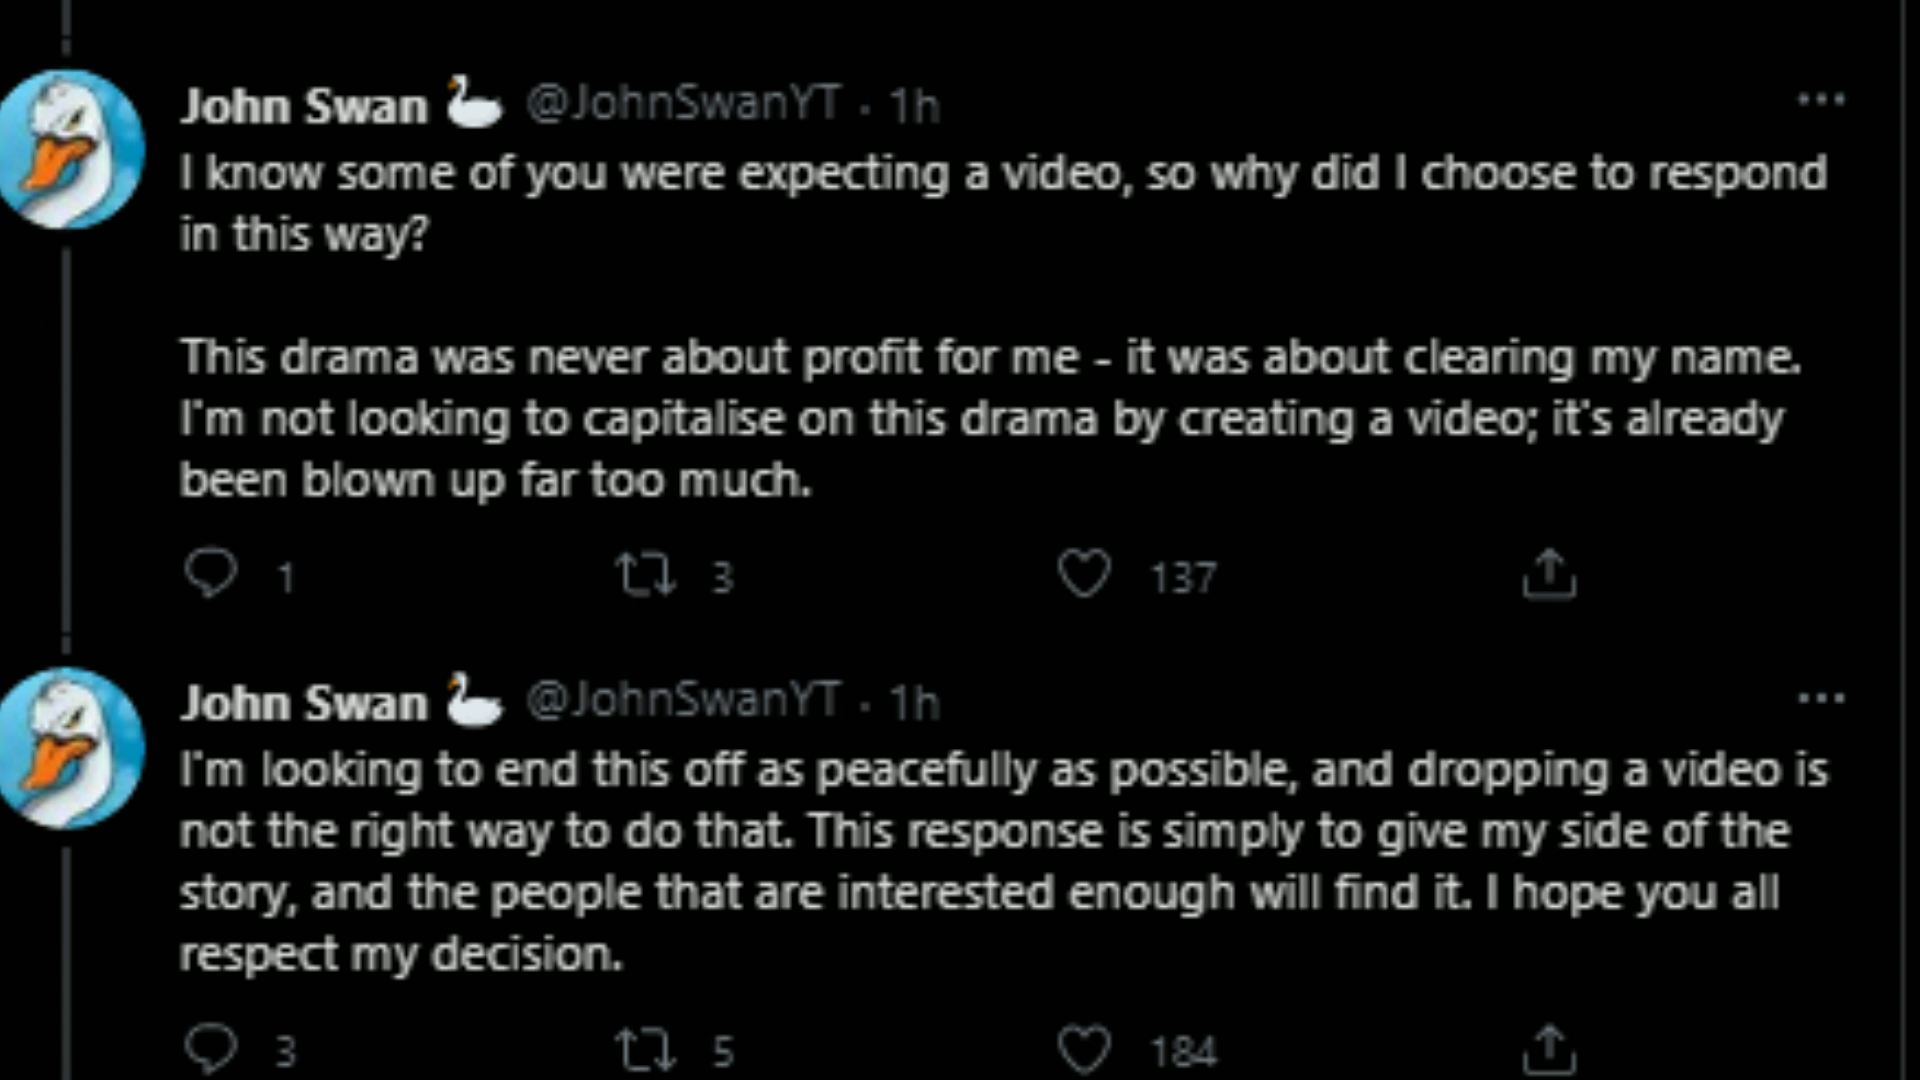 John Swan 🦢 @JohnSwanYT · 1h
I know some of you were expecting a video, so why did I choose to respond
in this way?
This drama was never about profit for me - it was about clearing my name.
I'm not looking to capitalise on this drama by creating a video; it's already
been blown up far too much.
1 3 137
John Swan 🦢 @JohnSwanYT · 1h
I'm looking to end this off as peacefully as possible, and dropping a video is
not the right way to do that. This response is simply to give my side of the
story, and the people that are interested enough will find it. I hope you all
respect my decision.
3 5 184